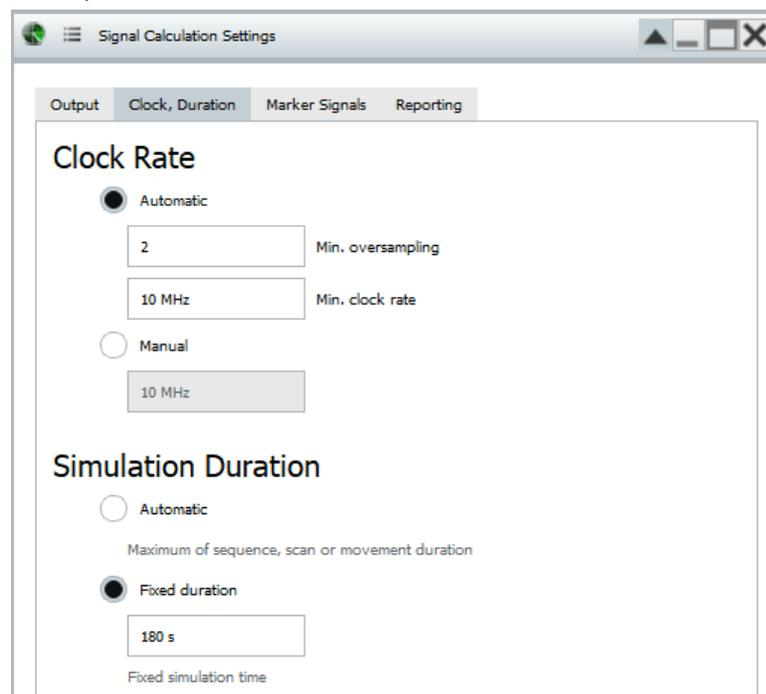 Signal Calculation Settings
Output Clock, Duration Marker Signals Reporting
Clock Rate
Automatic
2 Min. oversampling
10 MHz Min. clock rate
Manual
10 MHz
Simulation Duration
Automatic
Maximum of sequence, scan or movement duration
Fixed duration
180 s
Fixed simulation time